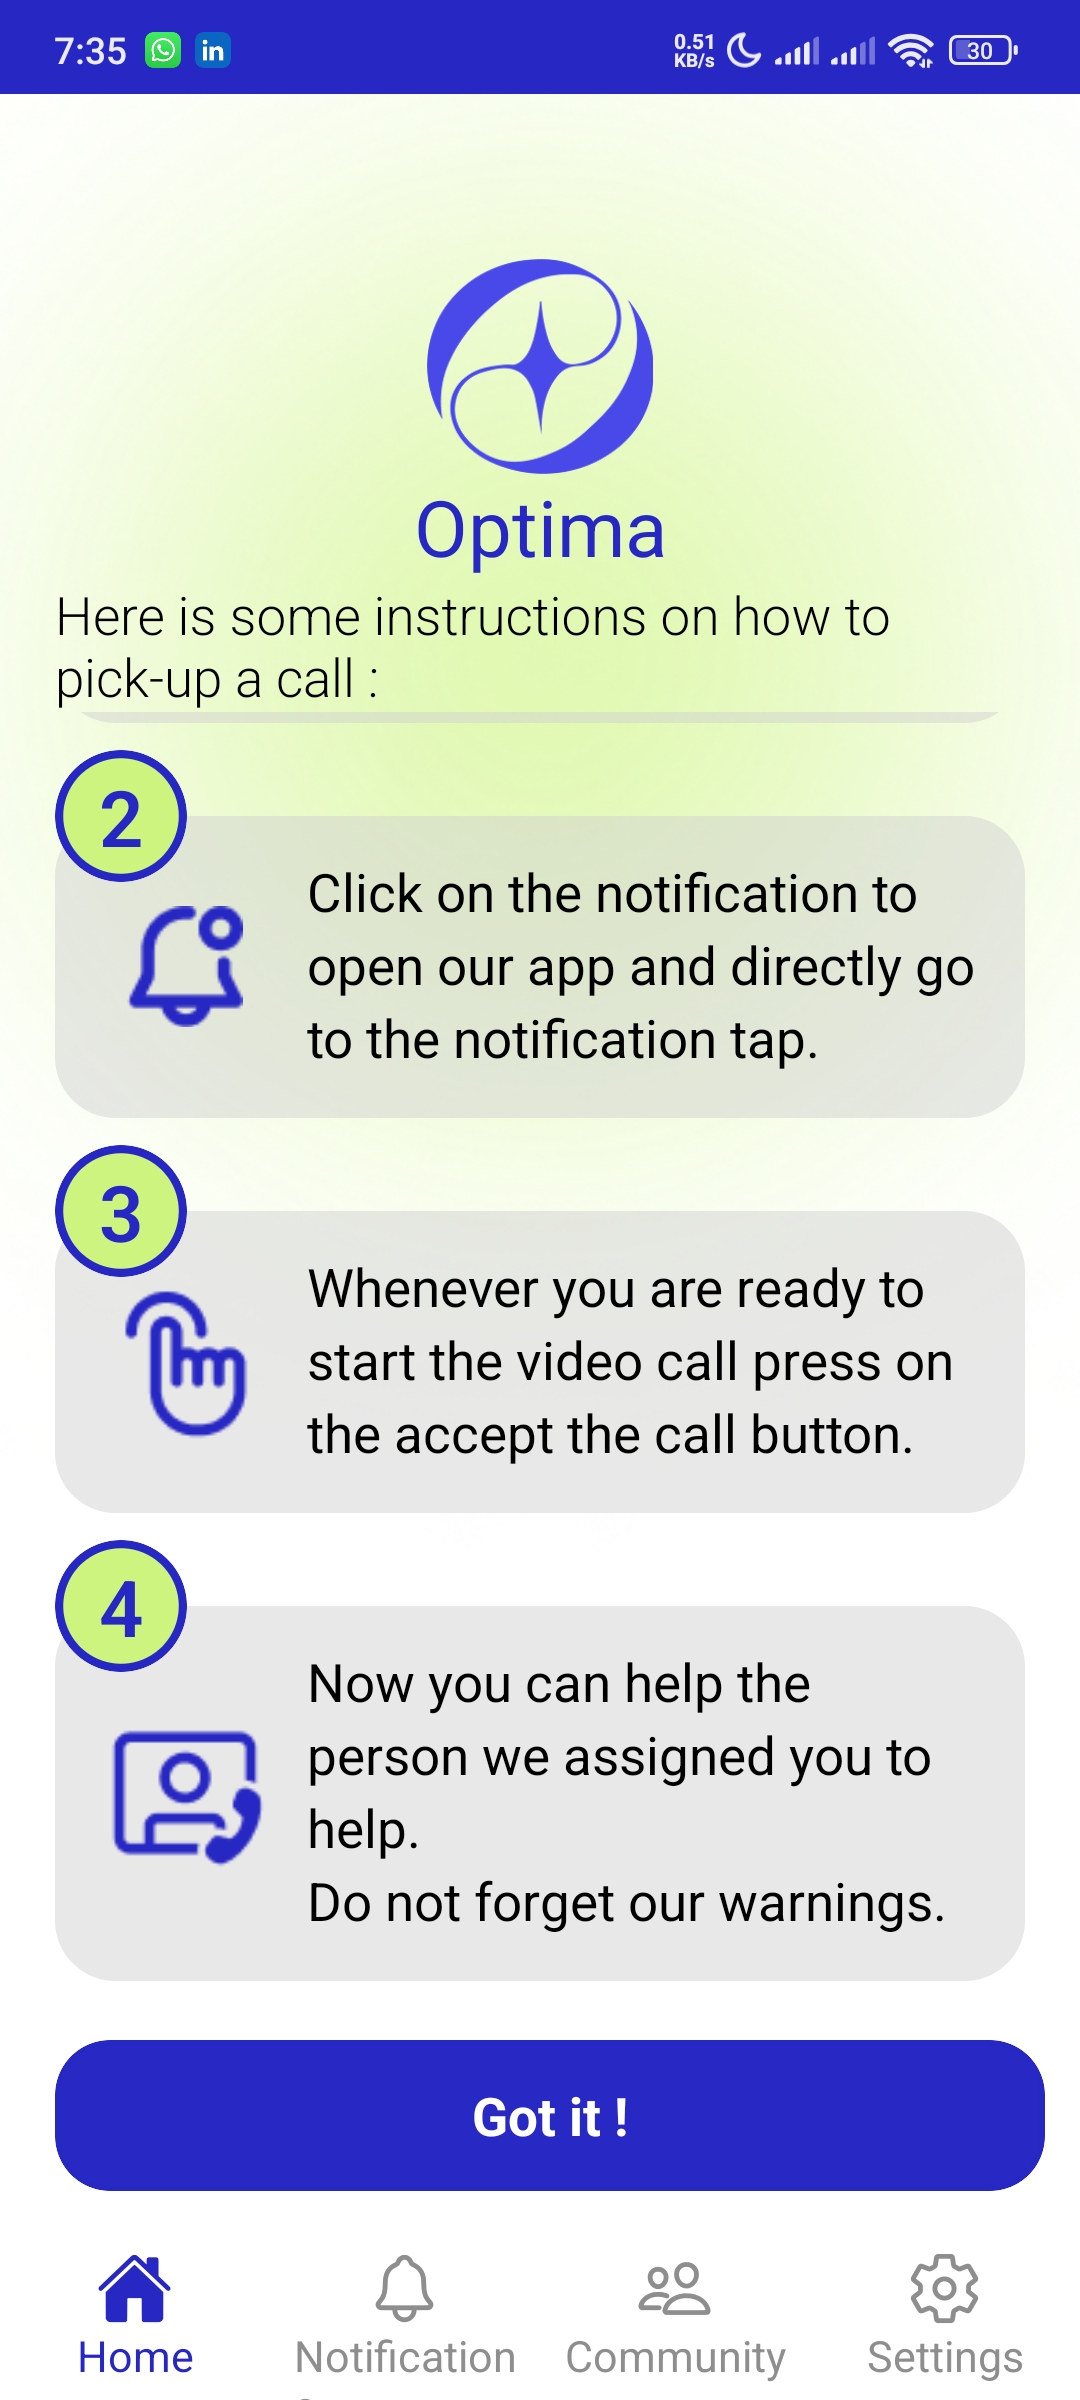 7:35
0.51
KB/s
30
Optima
Here is some instructions on how to
pick-up a call :
2
Click on the notification to
open our app and directly go
to the notification tap.
3
Whenever you are ready to
start the video call press on
the accept the call button.
4
Now you can help the
person we assigned you to
help.
Do not forget our warnings.
Got it !
Home
Notification
Community
Settings